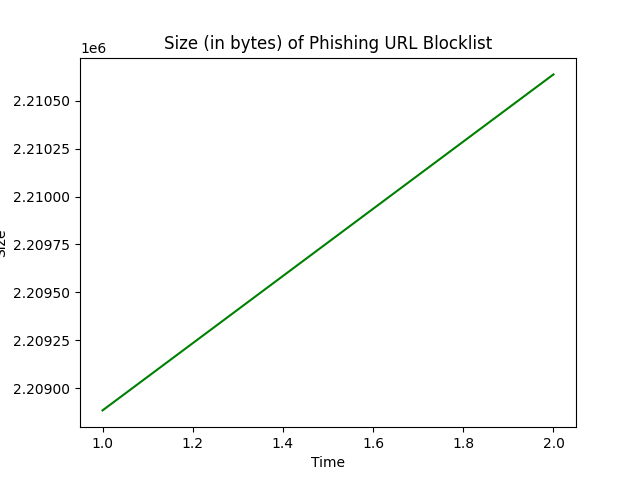 Size (in bytes) of Phishing URL Blocklist
1e6
2.21050
2.21025
2.21000
2.20975
2.20950
2.20925
2.20900
Size
1.0 1.2 1.4 1.6 1.8 2.0
Time